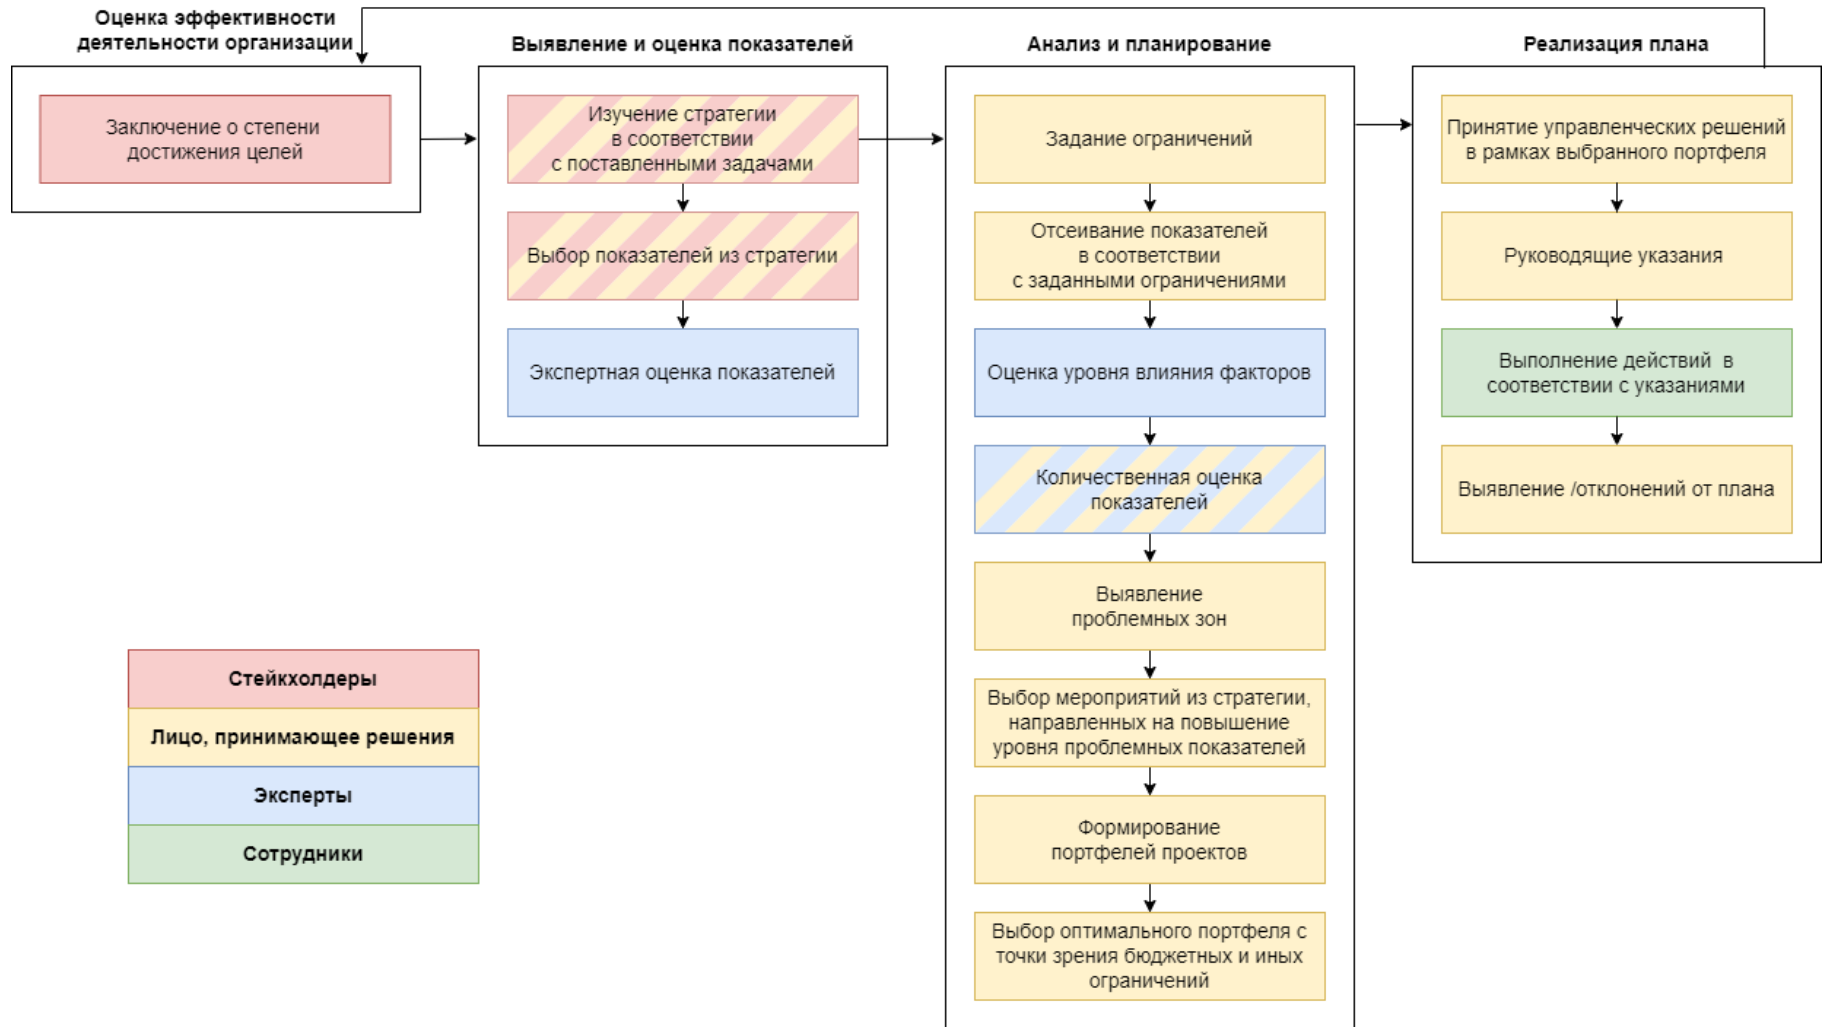 Оценка эффективности
деятельности организации
Заключение о степени
достижения целей
Выявление и оценка показателей
Изучение стратегии
в соответствии
с поставленными задачами
Выбор показателей из стратегии
Экспертная оценка показателей
Анализ и планирование
Задание ограничений
Отсеивание показателей
в соответствии
с заданными ограничениями
Оценка уровня влияния факторов
Количественная оценка
показателей
Выявление
проблемных зон
Выбор мероприятий из стратегии,
направленных на повышение
уровня проблемных показателей
Формирование
портфелей проектов
Выбор оптимального портфеля с
точки зрения бюджетных и иных
ограничений
Реализация плана
Принятие управленческих решений
в рамках выбранного портфеля
Руководящие указания
Выполнение действий  в
соответствии с указаниями
Выявление /отклонений от плана
Стейкхолдеры
Лицо, принимающее решения
Эксперты
Сотрудники